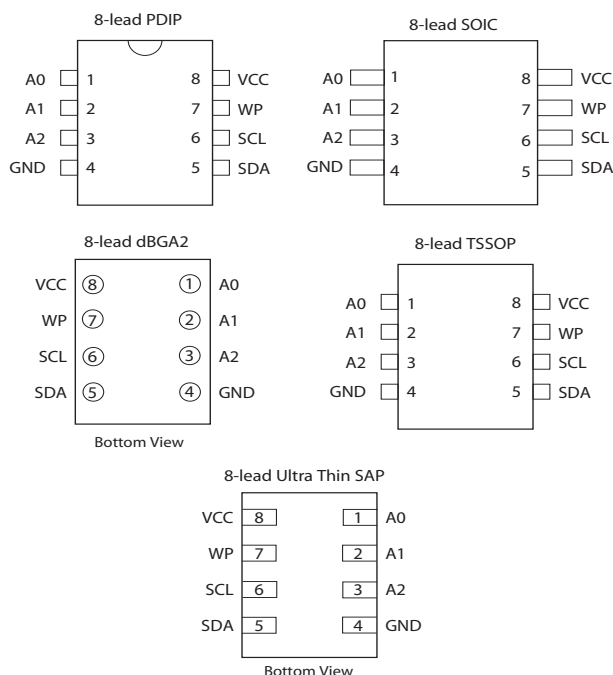 8-lead PDIP
A0 1 8 VCC
A1 2 7 WP
A2 3 6 SCL
GND 4 5 SDA
8-lead SOIC
A0 1 8 VCC
A1 2 7 WP
A2 3 6 SCL
GND 4 5 SDA
8-lead dBGA2
VCC 8 1 A0
WP 7 2 A1
SCL 6 3 A2
SDA 5 4 GND
Bottom View
8-lead TSSOP
A0 1 8 VCC
A1 2 7 WP
A2 3 6 SCL
GND 4 5 SDA
8-lead Ultra Thin SAP
VCC 8 1 A0
WP 7 2 A1
SCL 6 3 A2
SDA 5 4 GND
Bottom View